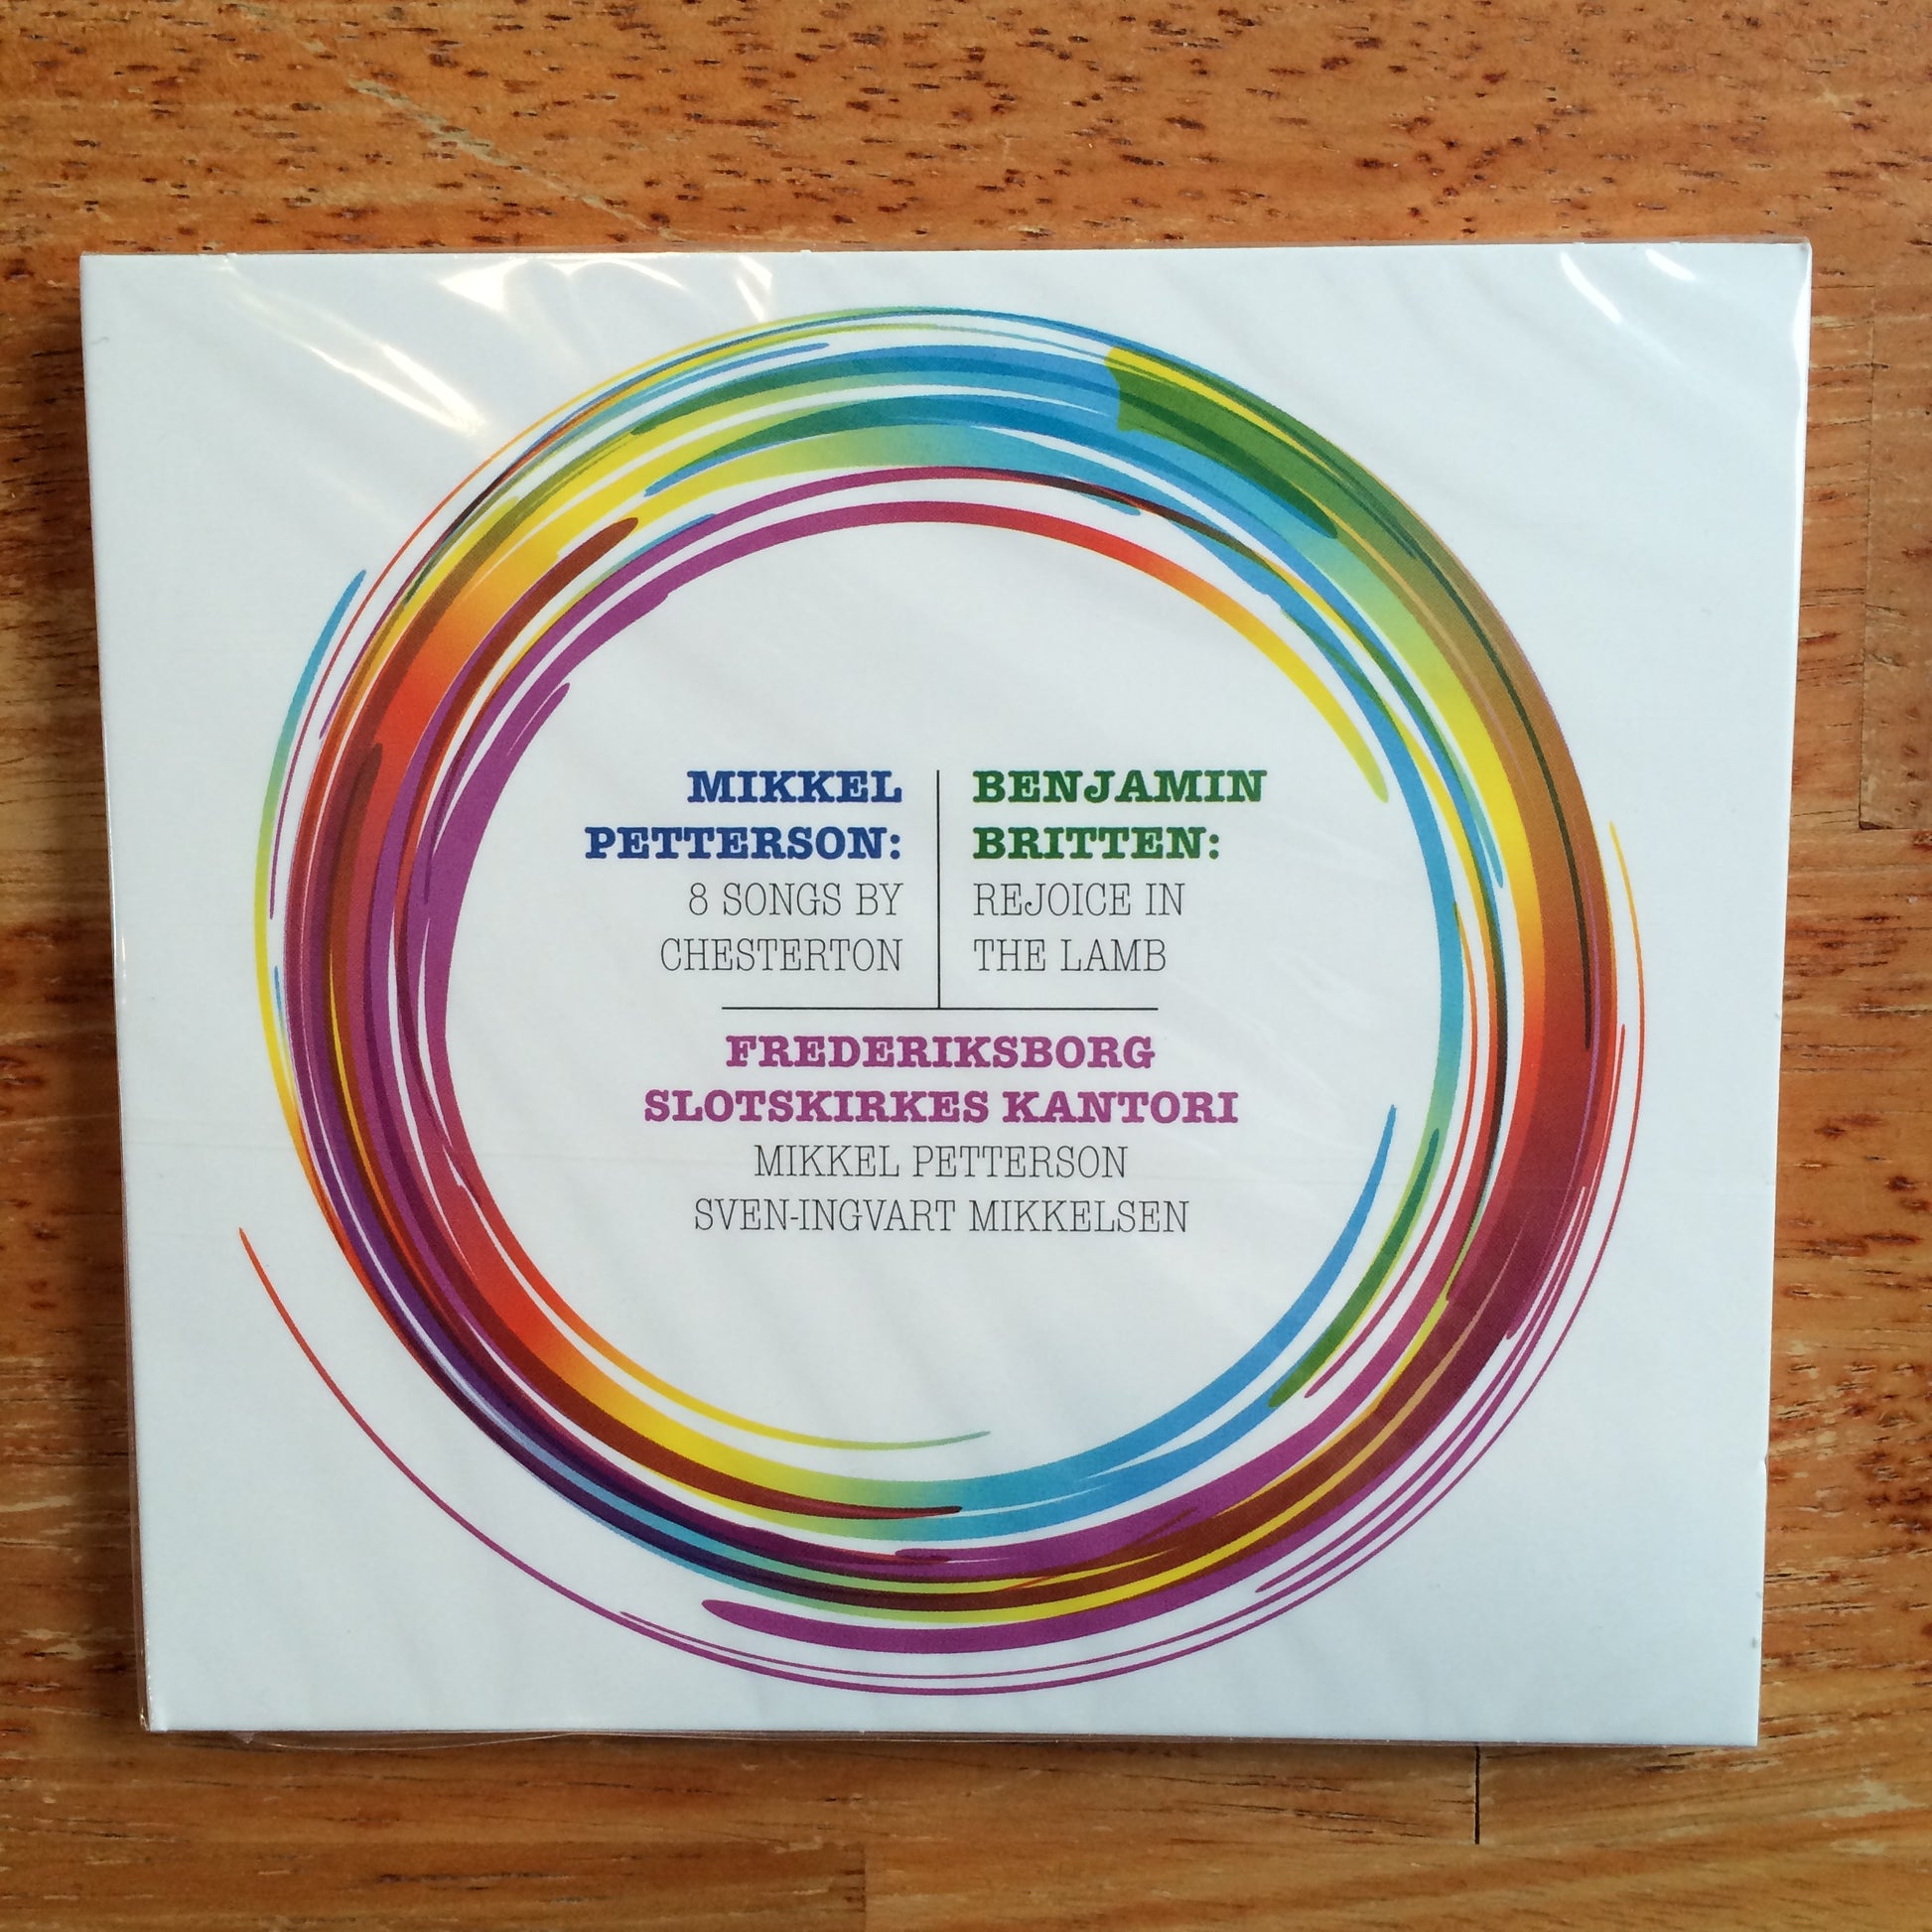 MIKKEL
PETTERSON:
8 SONGS BY
CHESTERTON
BENJAMIN
BRITTEN:
REJOICE IN
THE LAMB
FREDERIKSBORG
SLOTSKIRKES KANTORI
MIKKEL PETTERSON
SVEN-INGVART MIKKELSEN